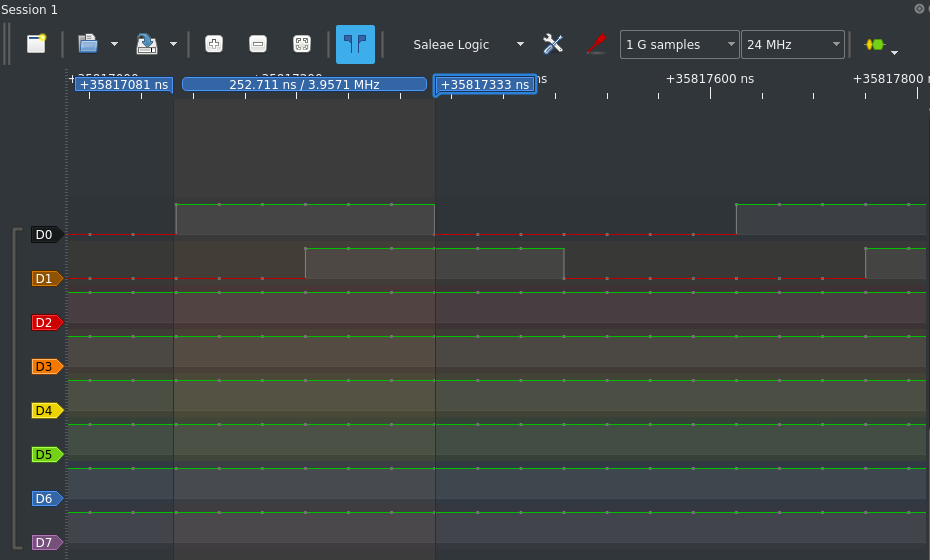 Session 1
Saleae Logic
1 G samples
24 MHz
+35817081 ns
252.711 ns / 3.9571 MHz
+35817333 ns
+35817600 ns
+35817800
D0
D1
D2
D3
D4
D5
D6
D7